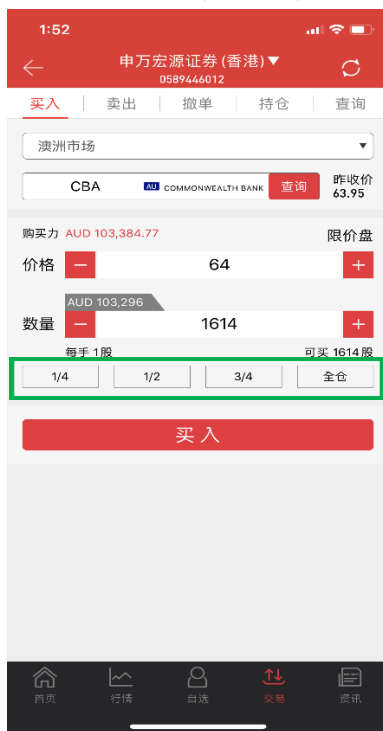 1:52
申万宏源证券(香港)▼
0589446012
买入 卖出 撤单 持仓 查询
澳洲市场
CBA AU COMMONWEALTH BANK 查询 昨收价
63.95
购买力 AUD 103,384.77 限价盘
价格 − 64 +
AUD 103,296
数量 − 1614 +
每手1股 可买 1614股
1/4 1/2 3/4 全仓
买入
首页 行情 自选 交易 资讯